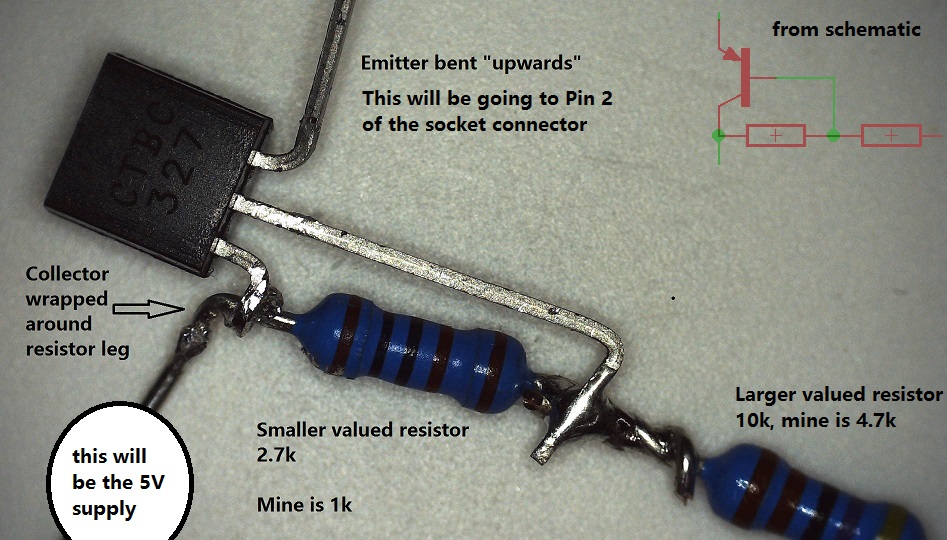 from schematic
Emitter bent "upwards"
This will be going to Pin 2
of the socket connector
CTBC
327
Collector
wrapped
around
resistor leg
Larger valued resistor
10k, mine is 4.7k
Smaller valued resistor
2.7k
Mine is 1k
this will
be the 5V
supply